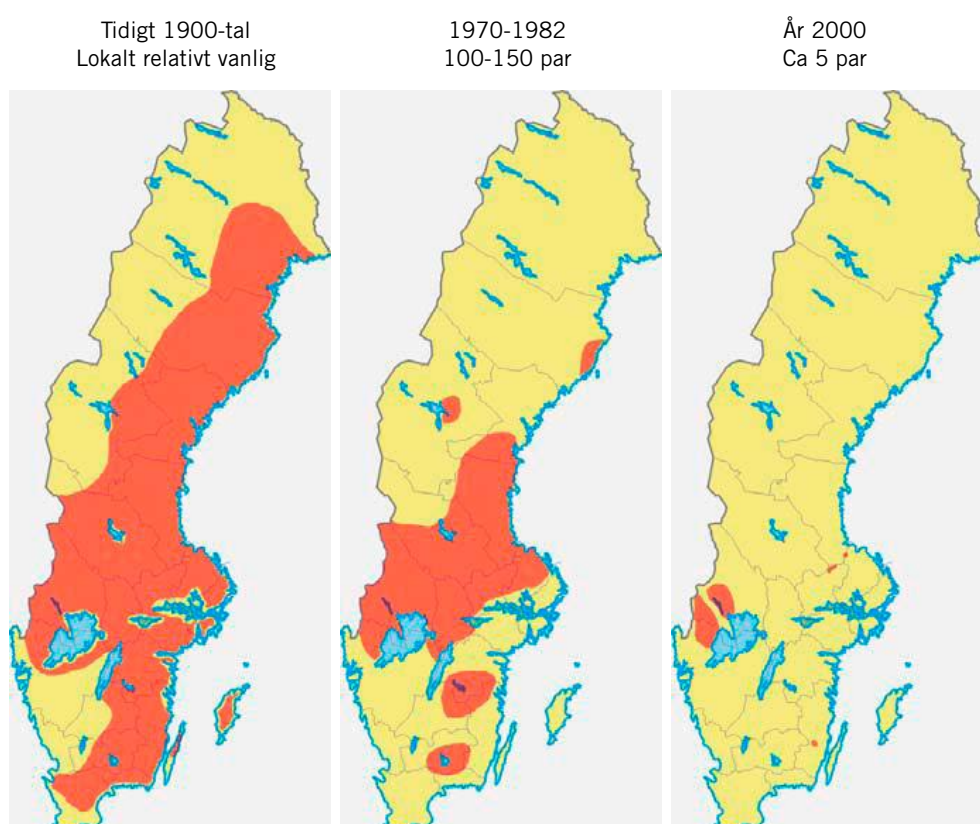 Tidigt 1900-tal
Lokalt relativt vanlig
1970-1982
100-150 par
År 2000
Ca 5 par